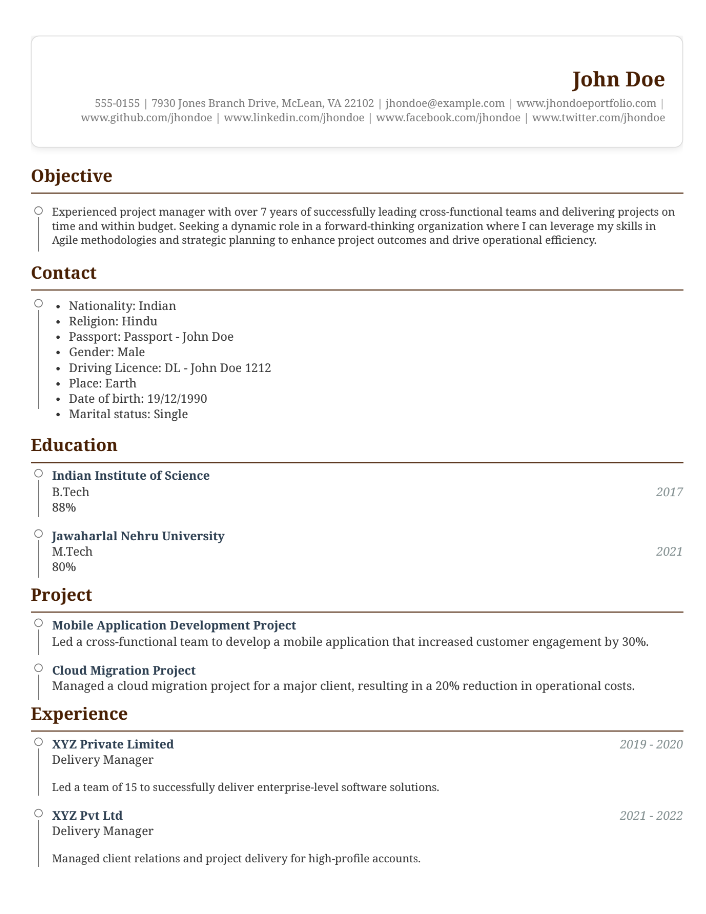 John Doe
555-0155 | 7930 Jones Branch Drive, McLean, VA 22102 | jhondoe@example.com | www.jhondoeportfolio.com |
www.github.com/jhondoe | www.linkedin.com/jhondoe | www.facebook.com/jhondoe | www.twitter.com/jhondoe
Objective
Experienced project manager with over 7 years of successfully leading cross-functional teams and delivering projects on
time and within budget. Seeking a dynamic role in a forward-thinking organization where I can leverage my skills in
Agile methodologies and strategic planning to enhance project outcomes and drive operational efficiency.
Contact
• Nationality: Indian
• Religion: Hindu
• Passport: Passport - John Doe
• Gender: Male
• Driving Licence: DL - John Doe 1212
• Place: Earth
• Date of birth: 19/12/1990
• Marital status: Single
Education
Indian Institute of Science
B.Tech 2017
88%
Jawaharlal Nehru University
M.Tech 2021
80%
Project
Mobile Application Development Project
Led a cross-functional team to develop a mobile application that increased customer engagement by 30%.
Cloud Migration Project
Managed a cloud migration project for a major client, resulting in a 20% reduction in operational costs.
Experience
XYZ Private Limited 2019 - 2020
Delivery Manager
Led a team of 15 to successfully deliver enterprise-level software solutions.
XYZ Pvt Ltd 2021 - 2022
Delivery Manager
Managed client relations and project delivery for high-profile accounts.